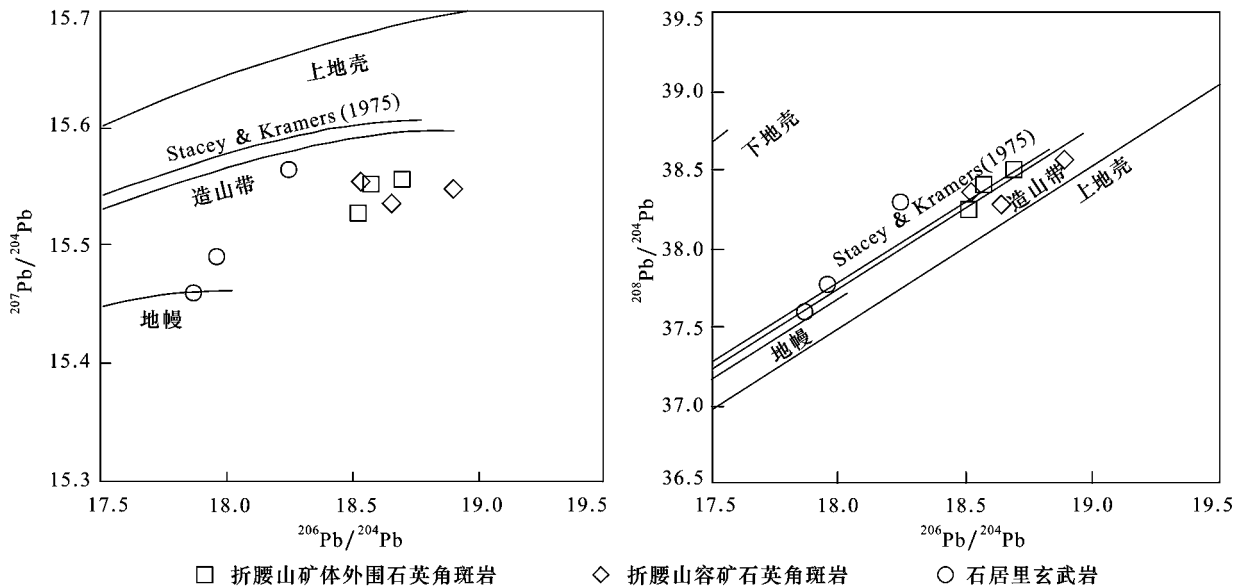 15.7
15.6
15.5
15.4
15.3
17.5 18.0 18.5 19.0 19.5
²⁰⁷Pb/²⁰⁴Pb
²⁰⁶Pb/²⁰⁴Pb
上地壳
Stacey & Kramers (1975)
造山带
地幔
39.5
39.0
38.5
38.0
37.5
37.0
36.5
17.5 18.0 18.5 19.0 19.5
²⁰⁸Pb/²⁰⁴Pb
²⁰⁶Pb/²⁰⁴Pb
下地壳
Stacey & Kramers(1975)
造山带
上地壳
地幔
折腰山矿体外围石英角斑岩 折腰山容矿石英角斑岩 石居里玄武岩